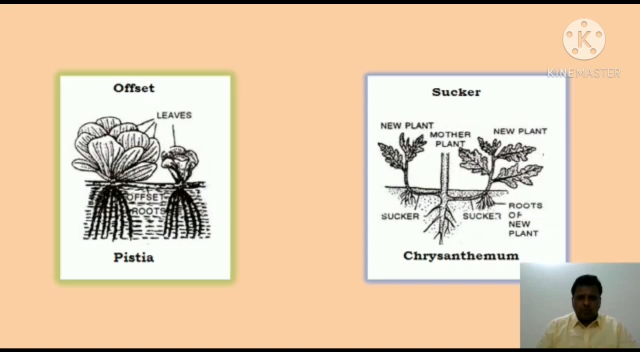 Offset
LEAVES
OFFSET
ROOTS
Pistia
Sucker
NEW PLANT
MOTHER
PLANT
NEW PLANT
SUCKER
SUCKER
ROOTS
OF
NEW
PLANT
Chrysanthemum
K
KINEMASTER